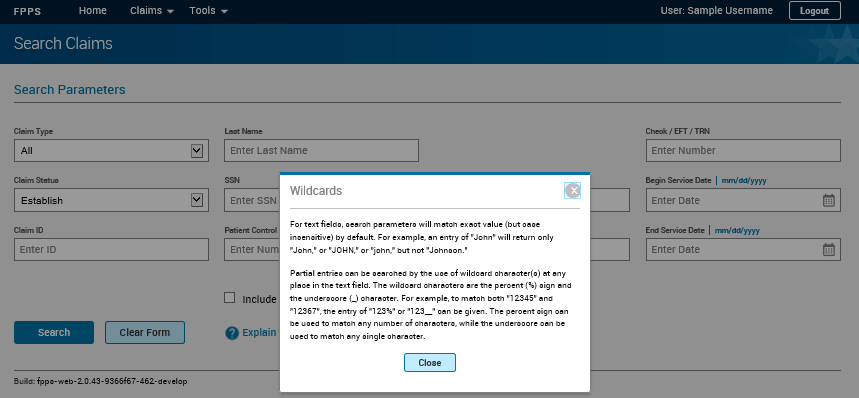 FPPS Home Claims Tools User: Sample Username Logout
Search Claims
Search Parameters
Claim Type Last Name Check / EFT / TRN
All Enter Last Name Enter Number
Claim Status SSN Begin Service Date | mm/dd/yyyy
Establish Enter SSN Enter Date
Claim ID Patient Control End Service Date | mm/dd/yyyy
Enter ID Enter Num Enter Date
Include
Search Clear Form ? Explain
Build: fpps-web-2.0.43-9366f67-462-develop
Wildcards
For text fields, search parameters will match exact value (but case
insensitive) by default. For example, an entry of "John" will return only
"John," or "JOHN," or "john," but not "Johnson."
Partial entries can be searched by the use of wildcard character(s) at any
place in the text field. The wildcard characters are the percent (%) sign and
the underscore (_) character. For example, to match both "12345" and
"12367", the entry of "123%" or "123__" can be given. The percent sign can
be used to match any number of characters, while the underscore can be
used to match any single character.
Close